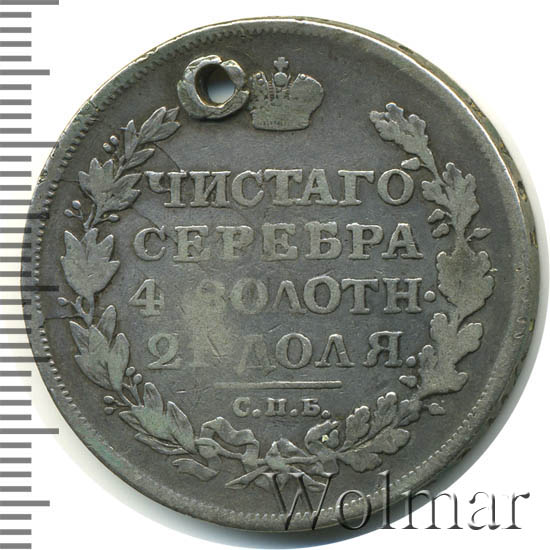 ЧИСТАГО
СЕРЕБРА
4 ЗОЛОТН·
21 ДОЛЯ.
С.П.Б.
Wolmar